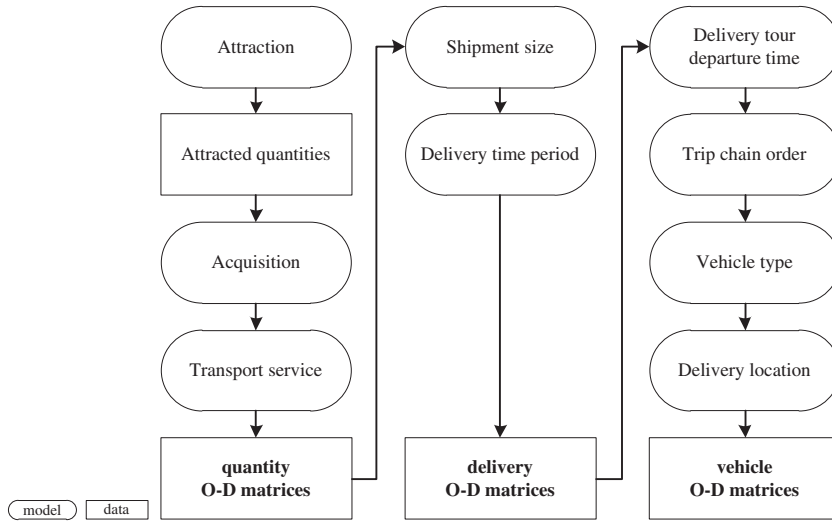 Attraction
Attracted quantities
Acquisition
Transport service
quantity
O-D matrices
Shipment size
Delivery time period
delivery
O-D matrices
Delivery tour
departure time
Trip chain order
Vehicle type
Delivery location
vehicle
O-D matrices
model
data